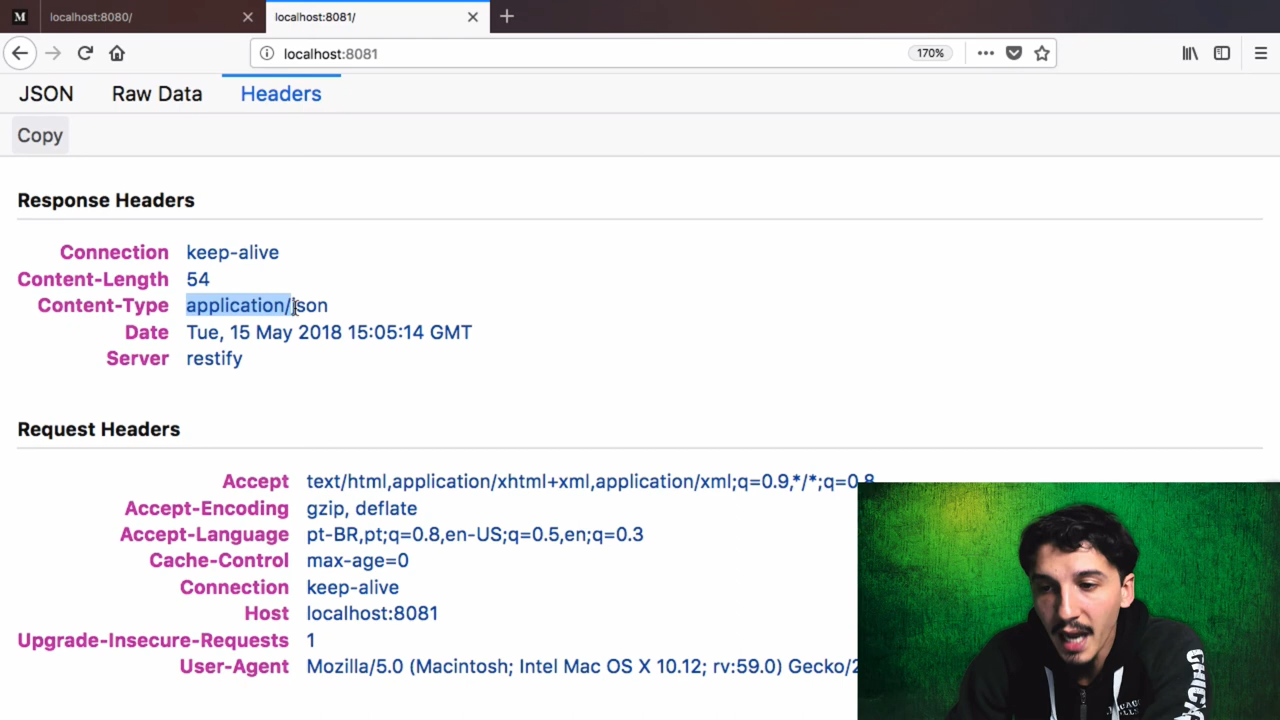 M localhost:8080/ localhost:8081/
localhost:8081 170%
JSON Raw Data Headers
Copy
Response Headers
Connection keep-alive
Content-Length 54
Content-Type application/json
Date Tue, 15 May 2018 15:05:14 GMT
Server restify
Request Headers
Accept text/html,application/xhtml+xml,application/xml;q=0.9,*/*;q=0.8
Accept-Encoding gzip, deflate
Accept-Language pt-BR,pt;q=0.8,en-US;q=0.5,en;q=0.3
Cache-Control max-age=0
Connection keep-alive
Host localhost:8081
Upgrade-Insecure-Requests 1
User-Agent Mozilla/5.0 (Macintosh; Intel Mac OS X 10.12; rv:59.0) Gecko/2
CHICA